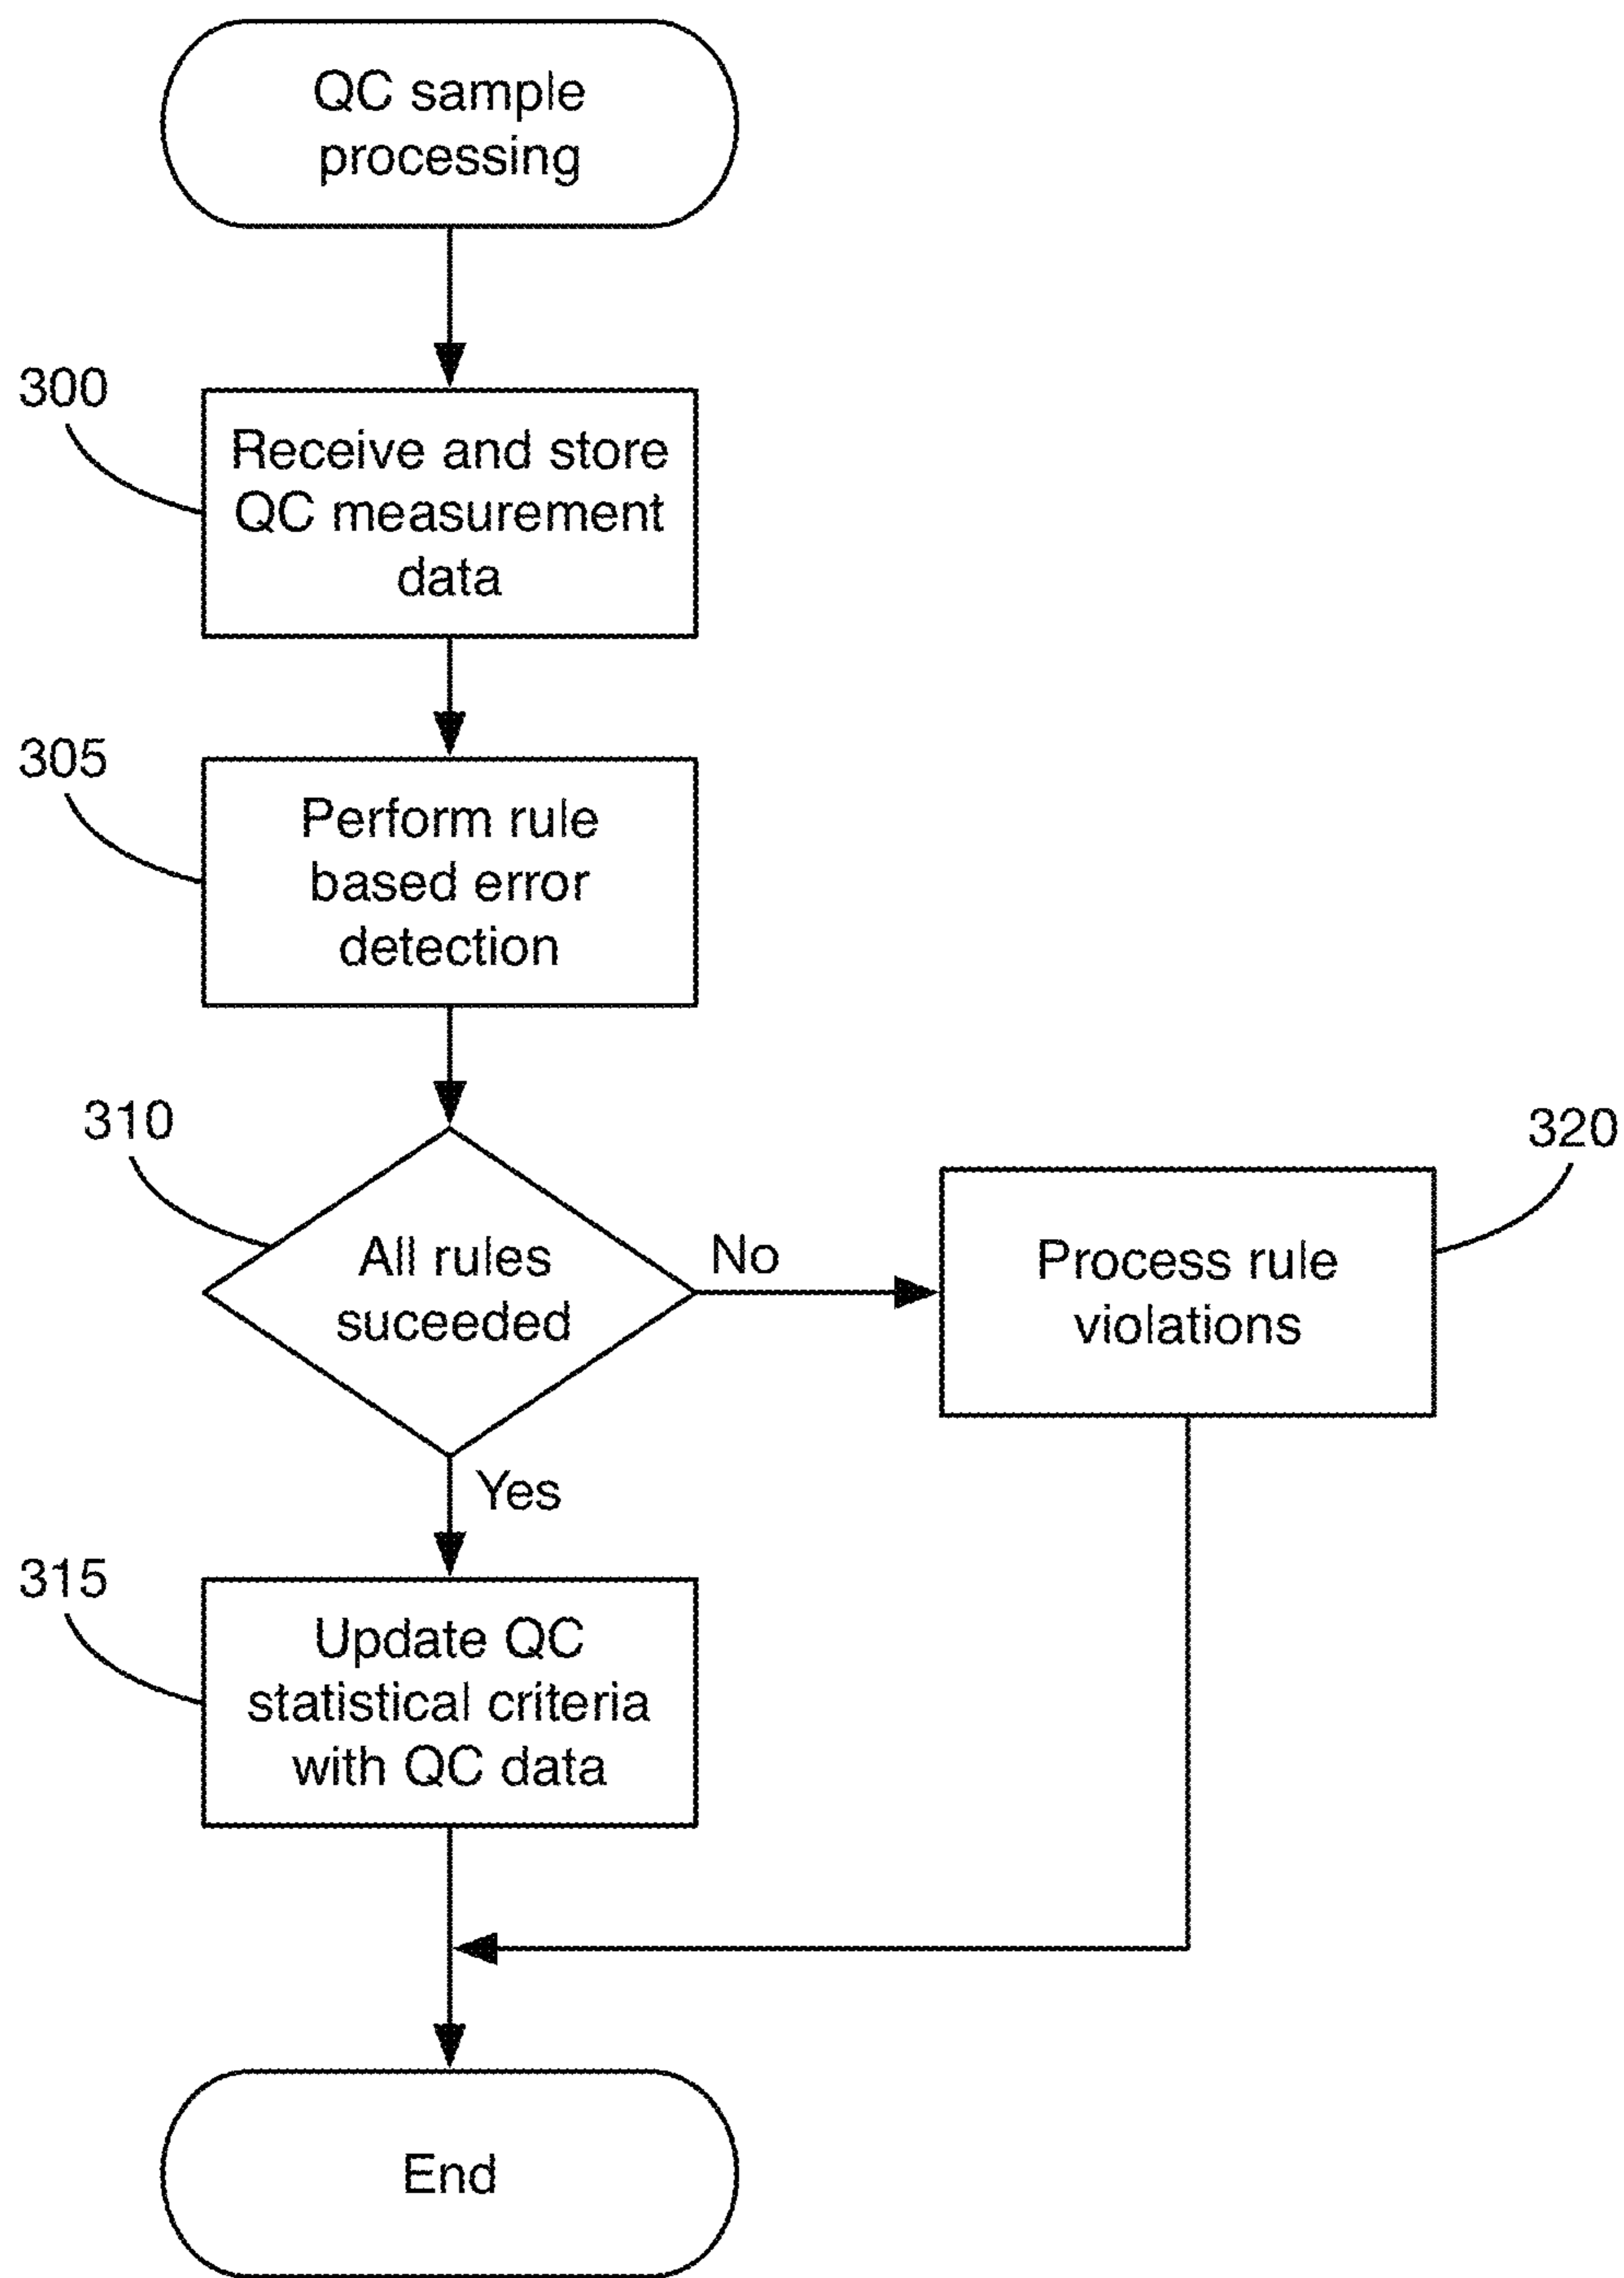 QC sample
processing
300
Receive and store
QC measurement
data
305
Perform rule
based error
detection
310
All rules
suceeded
No
320
Process rule
violations
Yes
315
Update QC
statistical criteria
with QC data
End